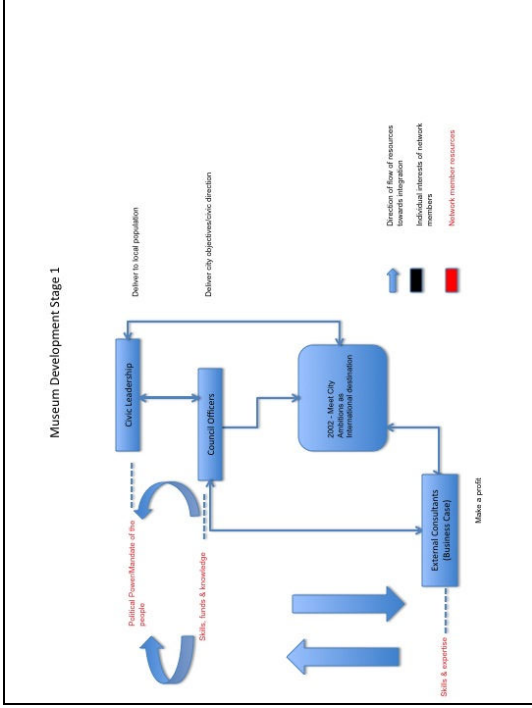 Museum Development Stage 1
Political Power/Mandate of the
people
Civic Leadership
Deliver to local population
Skills, funds & knowledge
Council Officers
Deliver city objectives/civic direction
2002 - Meet City
Ambitions as
International destination
Skills & expertise
External Consultants
(Business Case)
Make a profit
Direction of flow of resources
towards integration
Individual interests of network
members
Network member resources